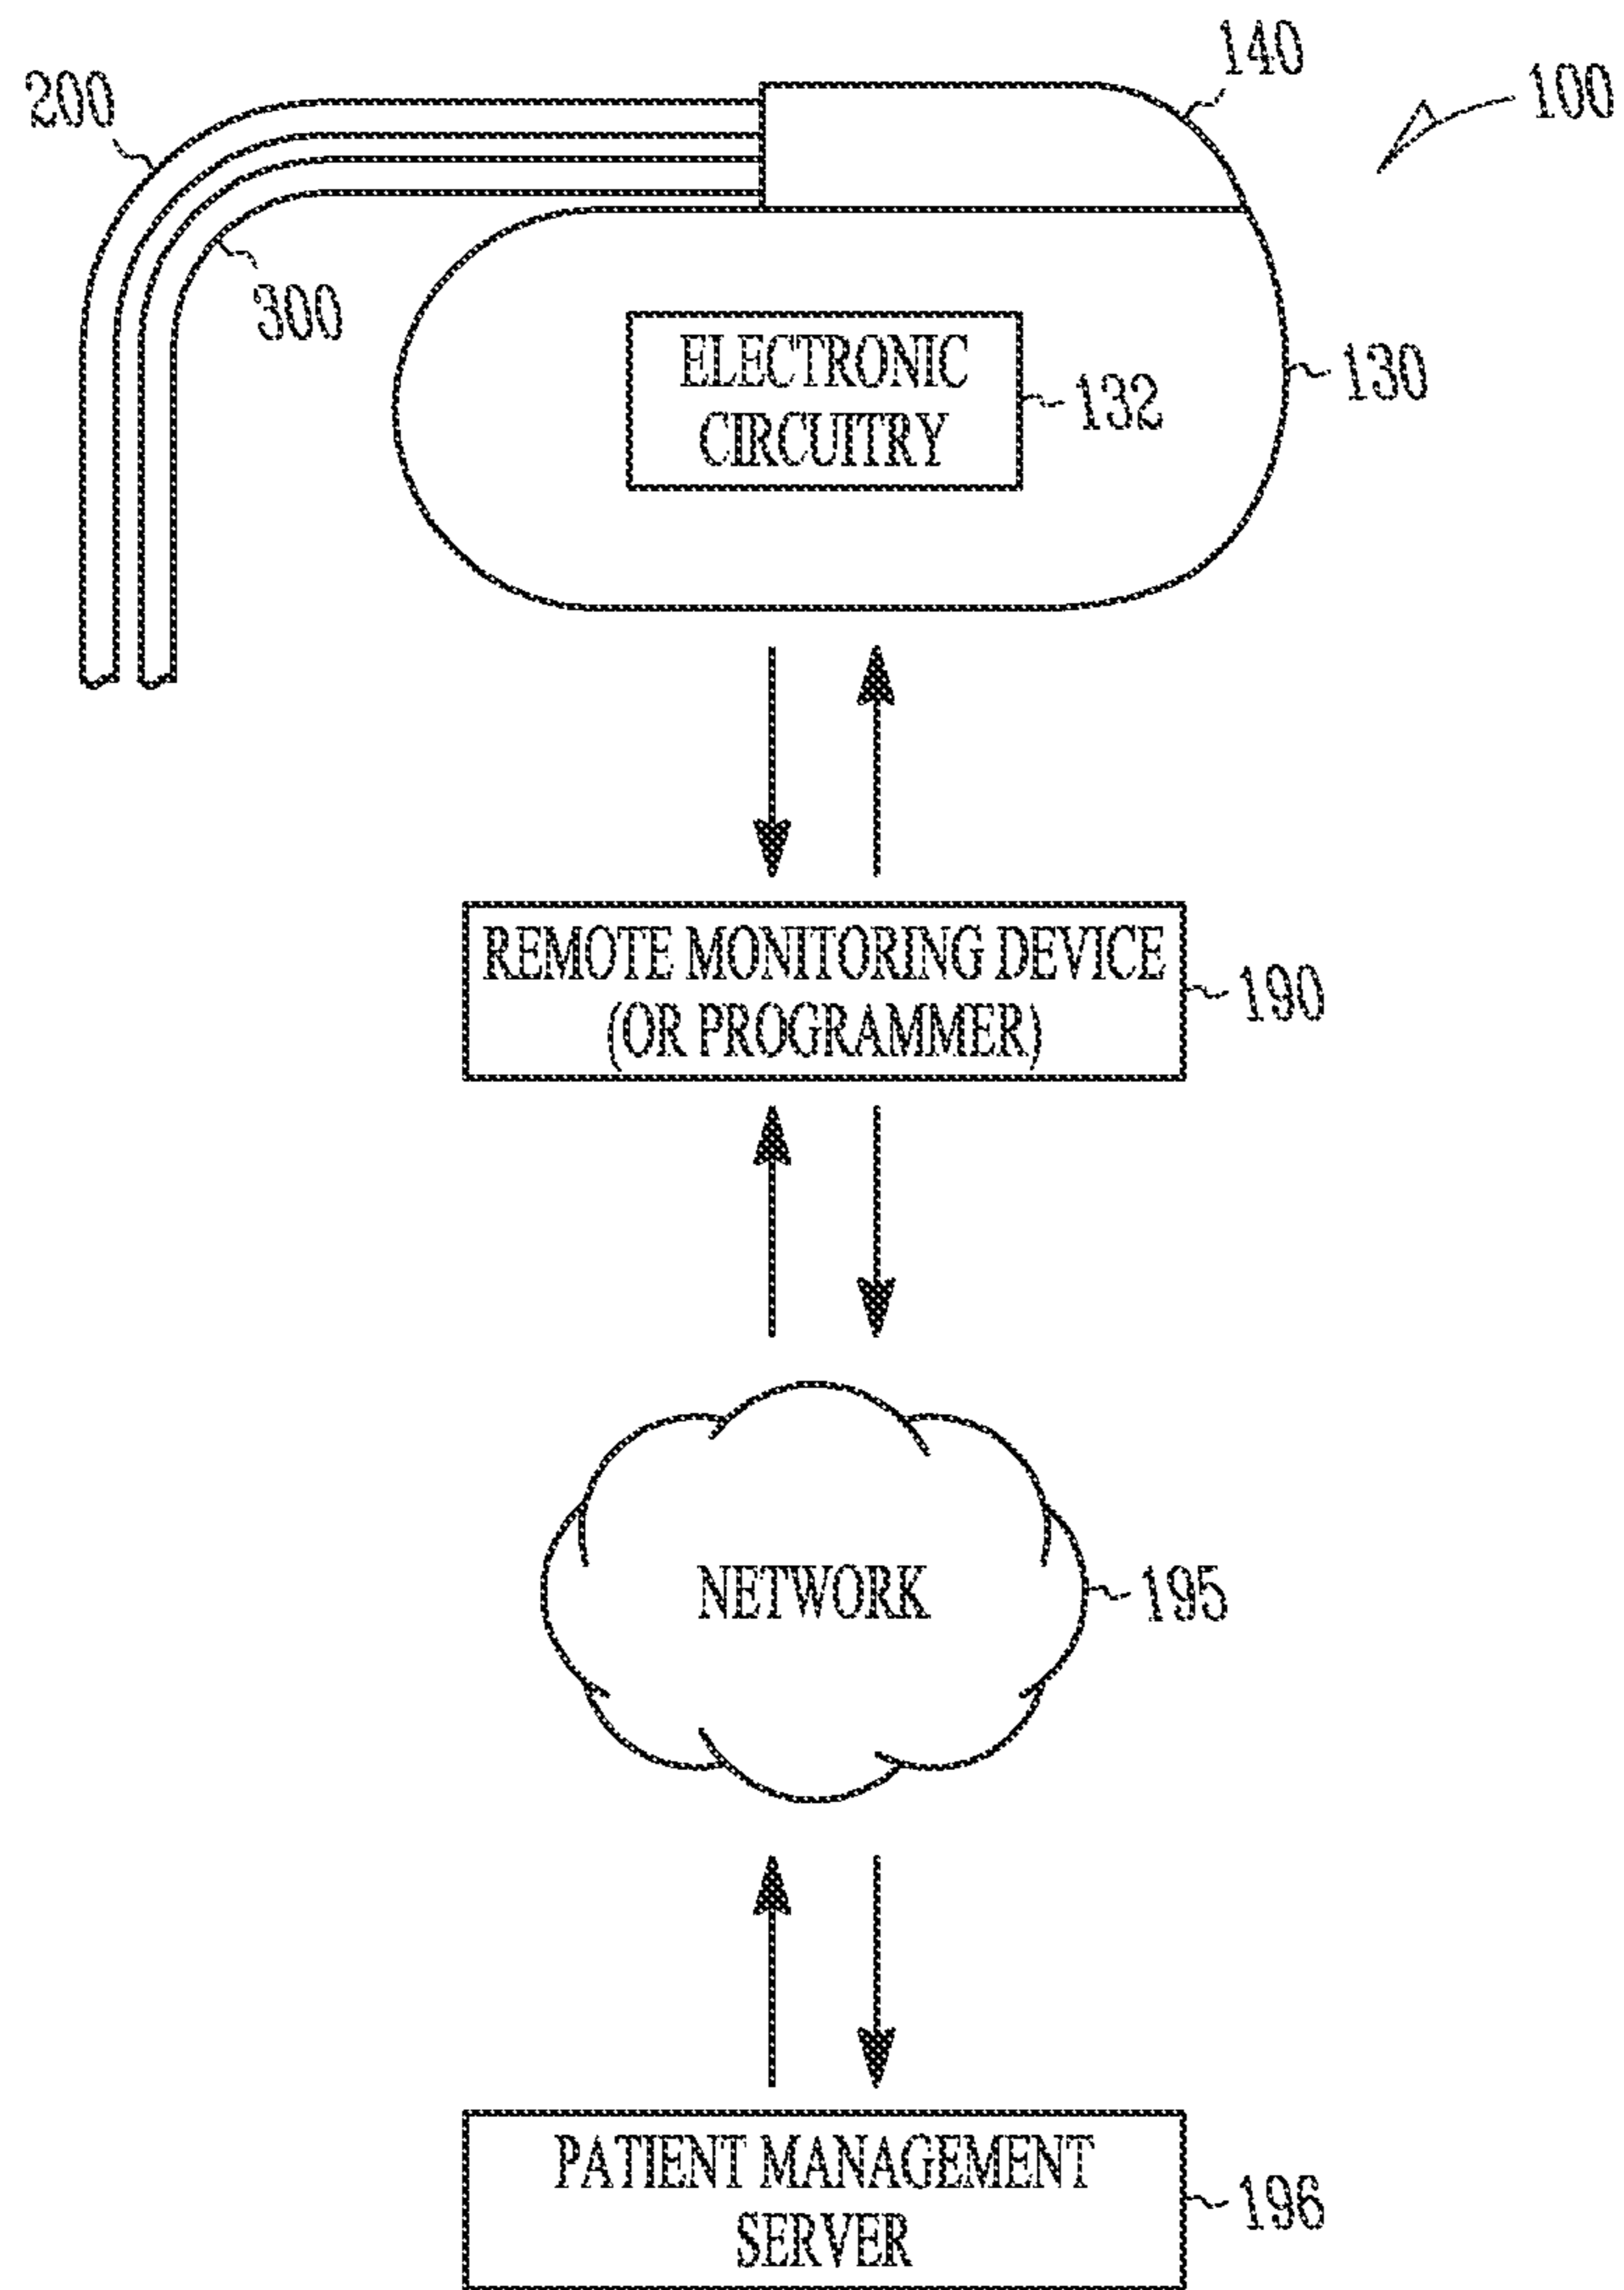 140
100
200
300
ELECTRONIC
CIRCUITRY
132
130
REMOTE MONITORING DEVICE
(OR PROGRAMMER)
190
NETWORK
195
PATIENT MANAGEMENT
SERVER
196